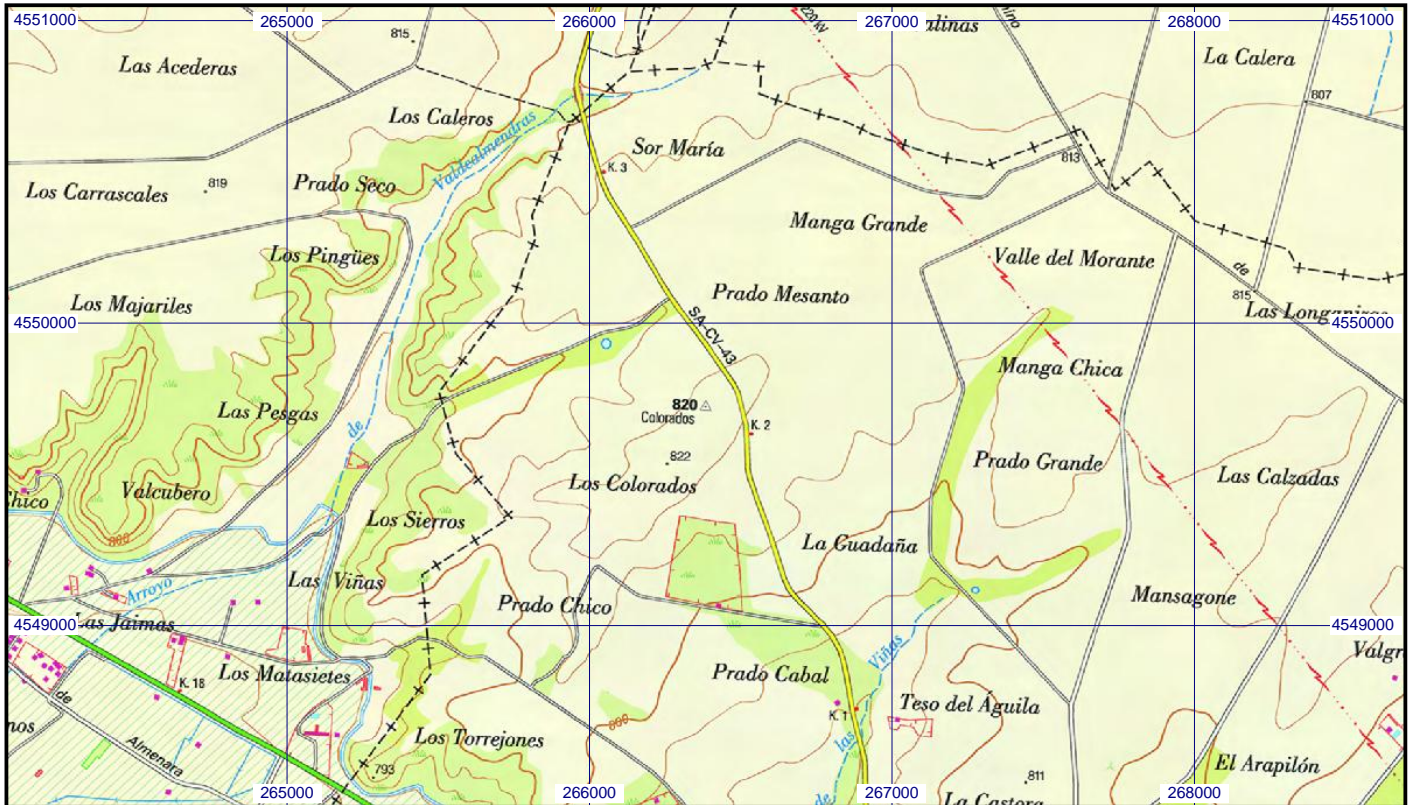 4551000 265000 266000 267000 268000 4551000
220 kV
815
Las Acederas
La Calera
807
Los Caleros
Valdealmendras
Sor María
813
K. 3
Los Carrascales
819
Prado Seco
Manga Grande
Los Pingües
Valle del Morante
de
Los Majariles
Prado Mesanto
815
4550000
SA-CV-43
4550000
Manga Chica
820
Colorados
Las Pesgas
de
K. 2
822
Prado Grande
Las Calzadas
Chico
Valcubero
Los Colorados
Los Sierros
800
La Guadaña
Las Viñas
Arroyo
Prado Chico
Mansagone
4549000
Las Jaimas
4549000
Viñas
Los Matasietes
K. 18
Prado Cabal
de
Teso del Águila
K. 1
800
las
Los Torrejones
Almenara
793
811
El Arapilón
265000 266000 de 267000 268000